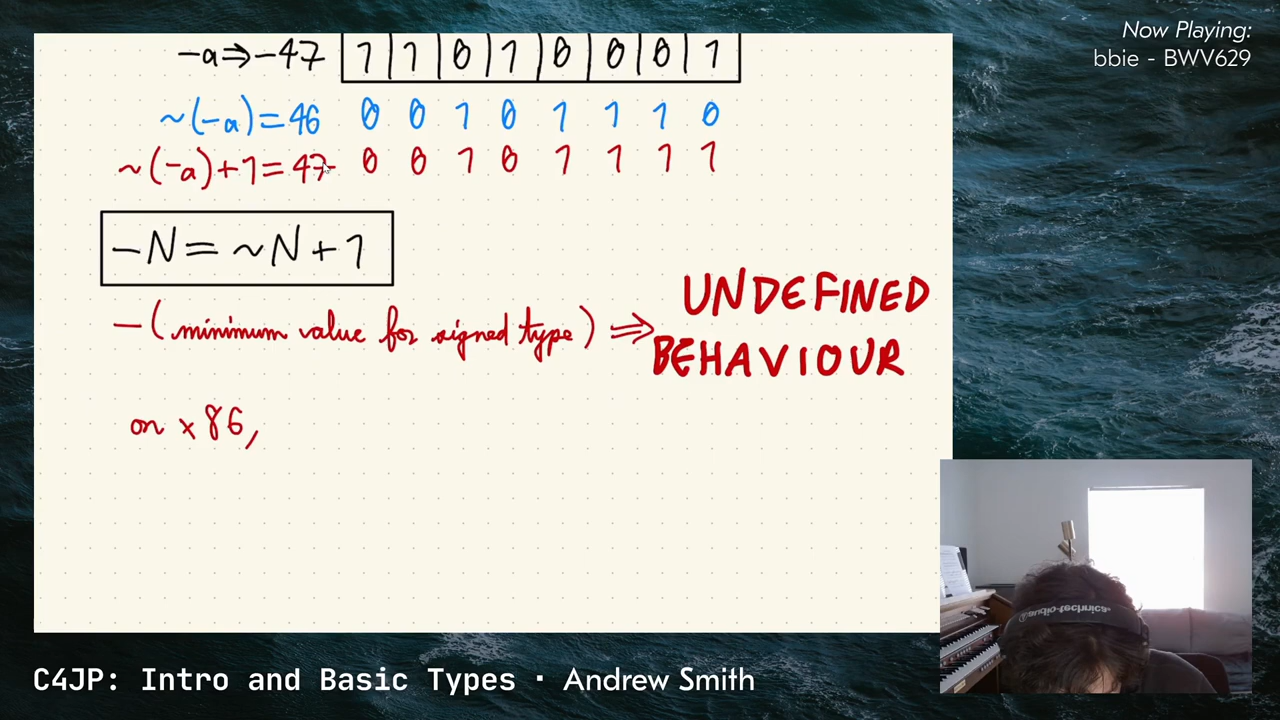 Now Playing:
bbie - BWV629
-a⇒-47 1 1 0 1 0 0 0 1
~(-a)=46 0 0 1 0 1 1 1 0
~(-a)+1=47 0 0 1 0 1 1 1 1
-N=~N+1
-(minimum value for signed type) ⇒ UNDEFINED
BEHAVIOUR
on x86,
audio-technica
C4JP: Intro and Basic Types · Andrew Smith